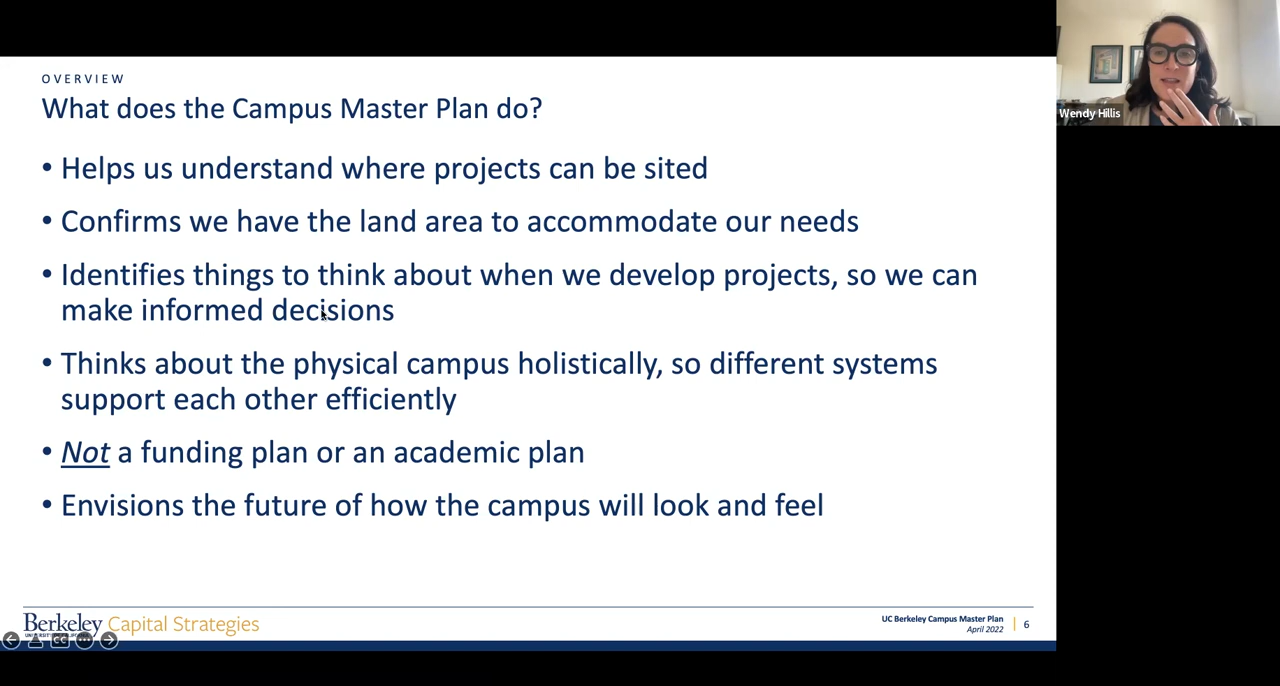 OVERVIEW
What does the Campus Master Plan do?
• Helps us understand where projects can be sited
• Confirms we have the land area to accommodate our needs
• Identifies things to think about when we develop projects, so we can
make informed decisions
• Thinks about the physical campus holistically, so different systems
support each other efficiently
• Not a funding plan or an academic plan
• Envisions the future of how the campus will look and feel
Berkeley Capital Strategies
CC
UC Berkeley Campus Master Plan
April 2022
6
Wendy Hillis